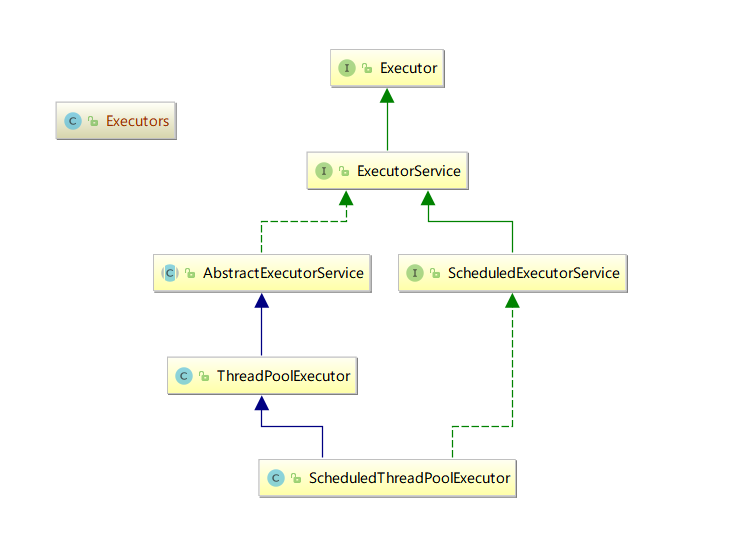 I Executor
C Executors
I ExecutorService
C AbstractExecutorService
I ScheduledExecutorService
C ThreadPoolExecutor
C ScheduledThreadPoolExecutor